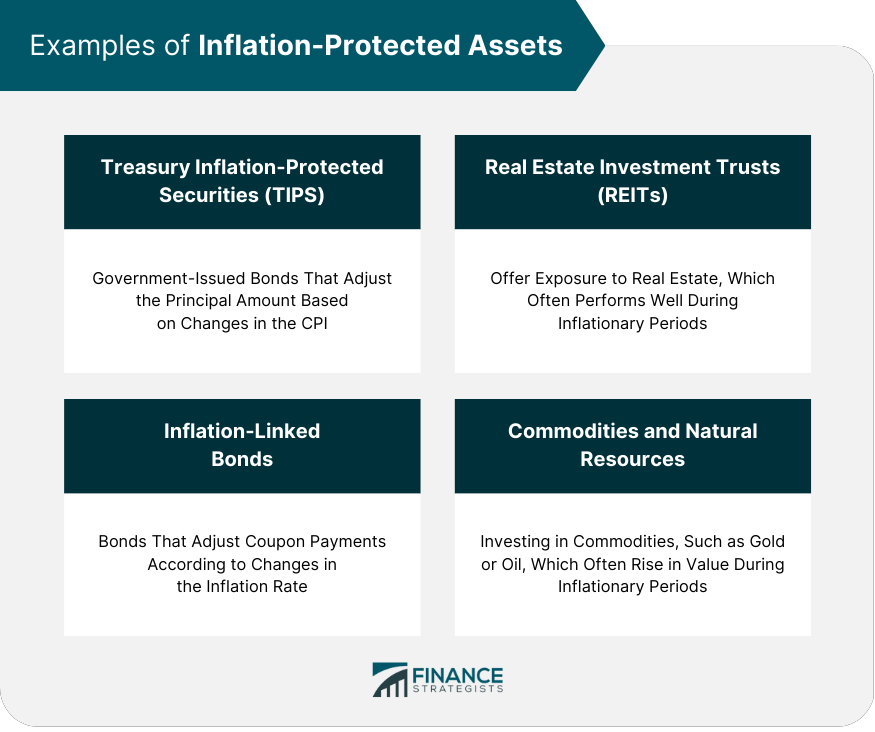 Examples of Inflation-Protected Assets
Treasury Inflation-Protected
Securities (TIPS)
Government-Issued Bonds That Adjust
the Principal Amount Based
on Changes in the CPI
Real Estate Investment Trusts
(REITs)
Offer Exposure to Real Estate, Which
Often Performs Well During
Inflationary Periods
Inflation-Linked
Bonds
Bonds That Adjust Coupon Payments
According to Changes in
the Inflation Rate
Commodities and Natural
Resources
Investing in Commodities, Such as Gold
or Oil, Which Often Rise in Value During
Inflationary Periods
FINANCE
STRATEGISTS